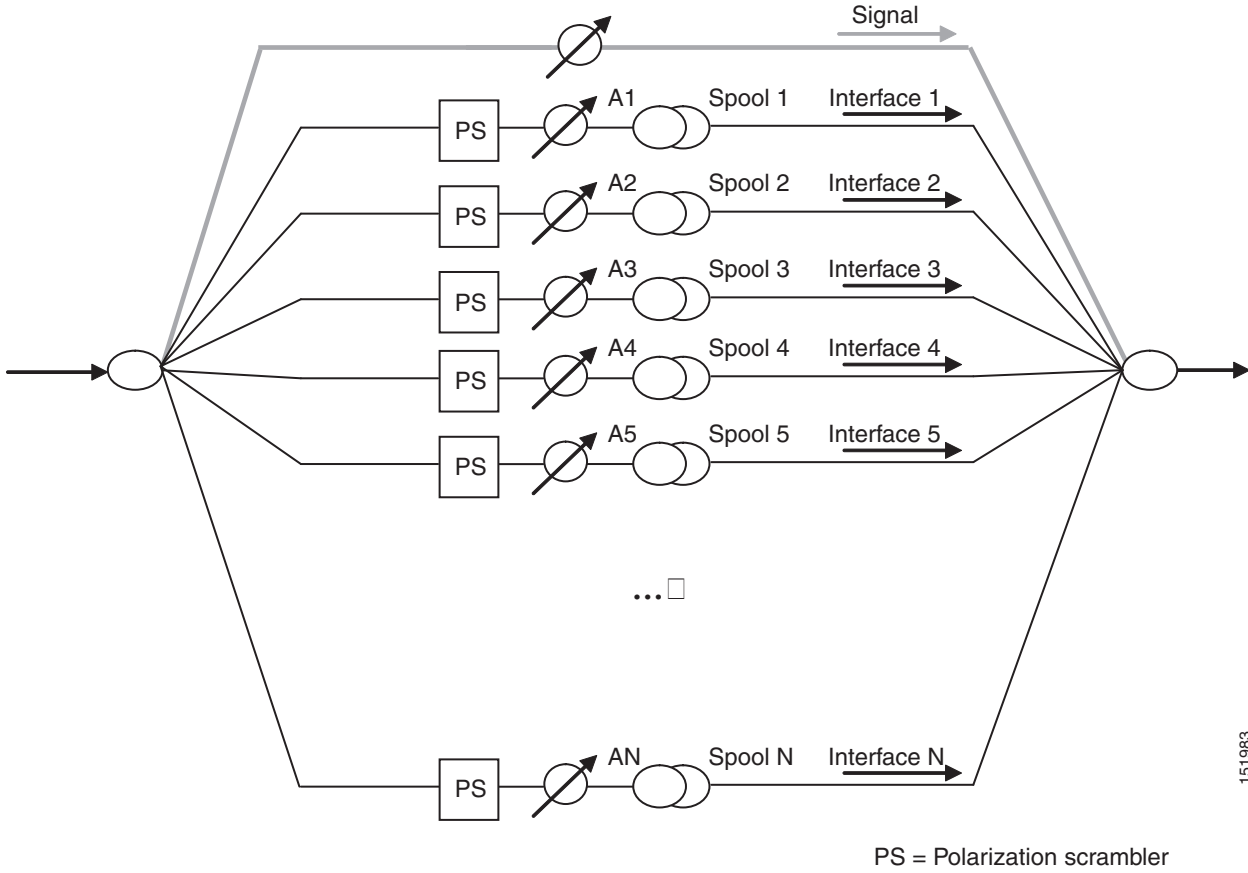 Signal
PS A1 Spool 1 Interface 1
PS A2 Spool 2 Interface 2
PS A3 Spool 3 Interface 3
PS A4 Spool 4 Interface 4
PS A5 Spool 5 Interface 5
...
PS AN Spool N Interface N
151983
PS = Polarization scrambler